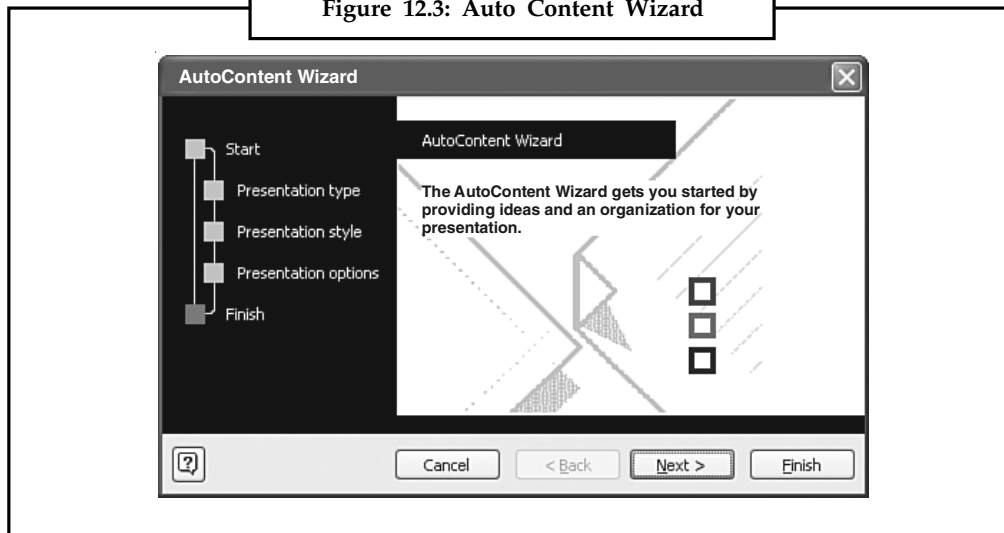 Figure 12.3: Auto Content Wizard
AutoContent Wizard
Start
Presentation type
Presentation style
Presentation options
Finish
AutoContent Wizard
The AutoContent Wizard gets you started by
providing ideas and an organization for your
presentation.
Cancel
< Back
Next >
Finish